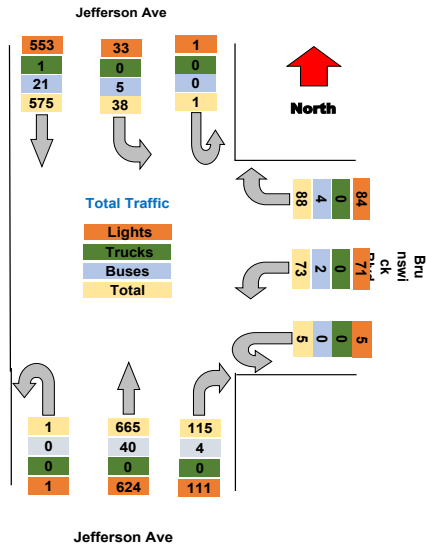 Jefferson Ave
553 33 1
1 0 0
21 5 0
575 38 1
North
88 4 0 84
Total Traffic
Lights
Trucks
Buses
Total
73 2 0 71
Bru
nswi
ck
5 0 0 5
1 665 115
0 40 4
0 0 0
1 624 111
Jefferson Ave